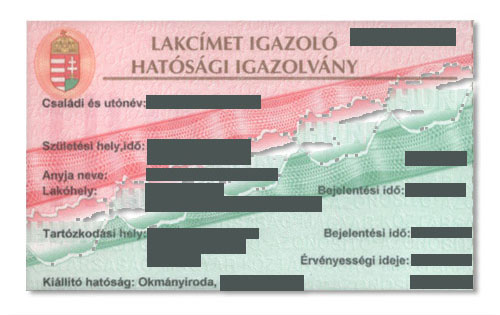 LAKCÍMET IGAZOLÓ
HATÓSÁGI IGAZOLVÁNY
Családi és utónév:
Születési hely,idő:
Anyja neve:
Lakóhely:
Bejelentési idő:
Tartózkodási hely:
Bejelentési idő:
Érvényességi ideje:
Kiállító hatóság: Okmányiroda,